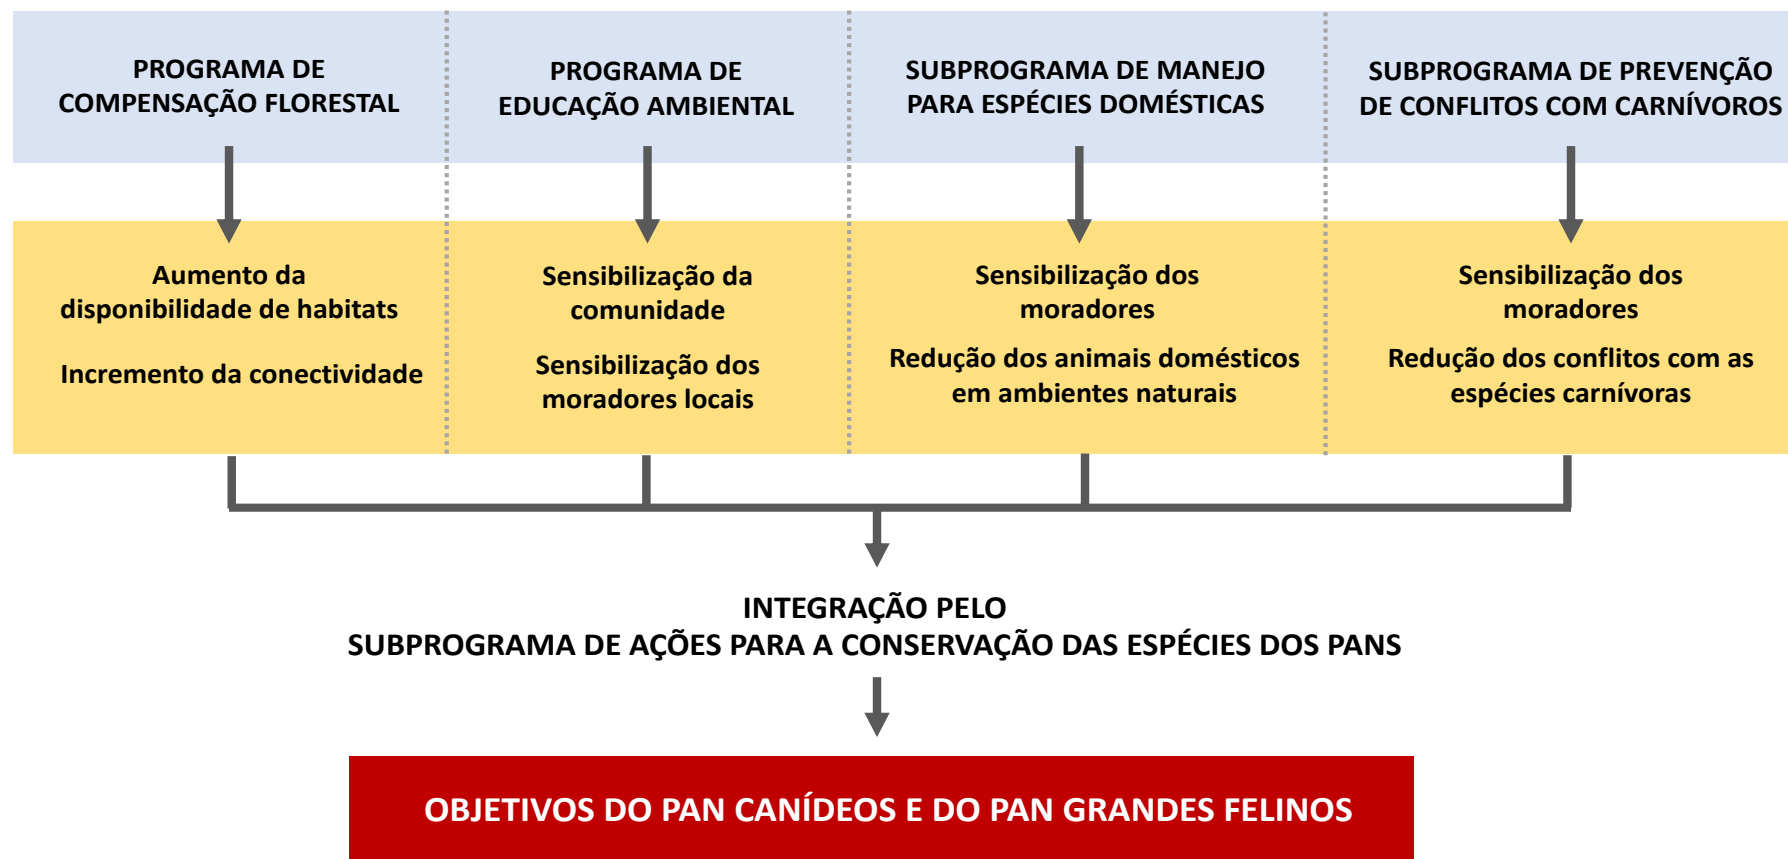 PROGRAMA DE
COMPENSAÇÃO FLORESTAL
PROGRAMA DE
EDUCAÇÃO AMBIENTAL
SUBPROGRAMA DE MANEJO
PARA ESPÉCIES DOMÉSTICAS
SUBPROGRAMA DE PREVENÇÃO
DE CONFLITOS COM CARNÍVOROS
Aumento da
disponibilidade de habitats
Incremento da conectividade
Sensibilização da
comunidade
Sensibilização dos
moradores locais
Sensibilização dos
moradores
Redução dos animais domésticos
em ambientes naturais
Sensibilização dos
moradores
Redução dos conflitos com as
espécies carnívoras
INTEGRAÇÃO PELO
SUBPROGRAMA DE AÇÕES PARA A CONSERVAÇÃO DAS ESPÉCIES DOS PANS
OBJETIVOS DO PAN CANÍDEOS E DO PAN GRANDES FELINOS